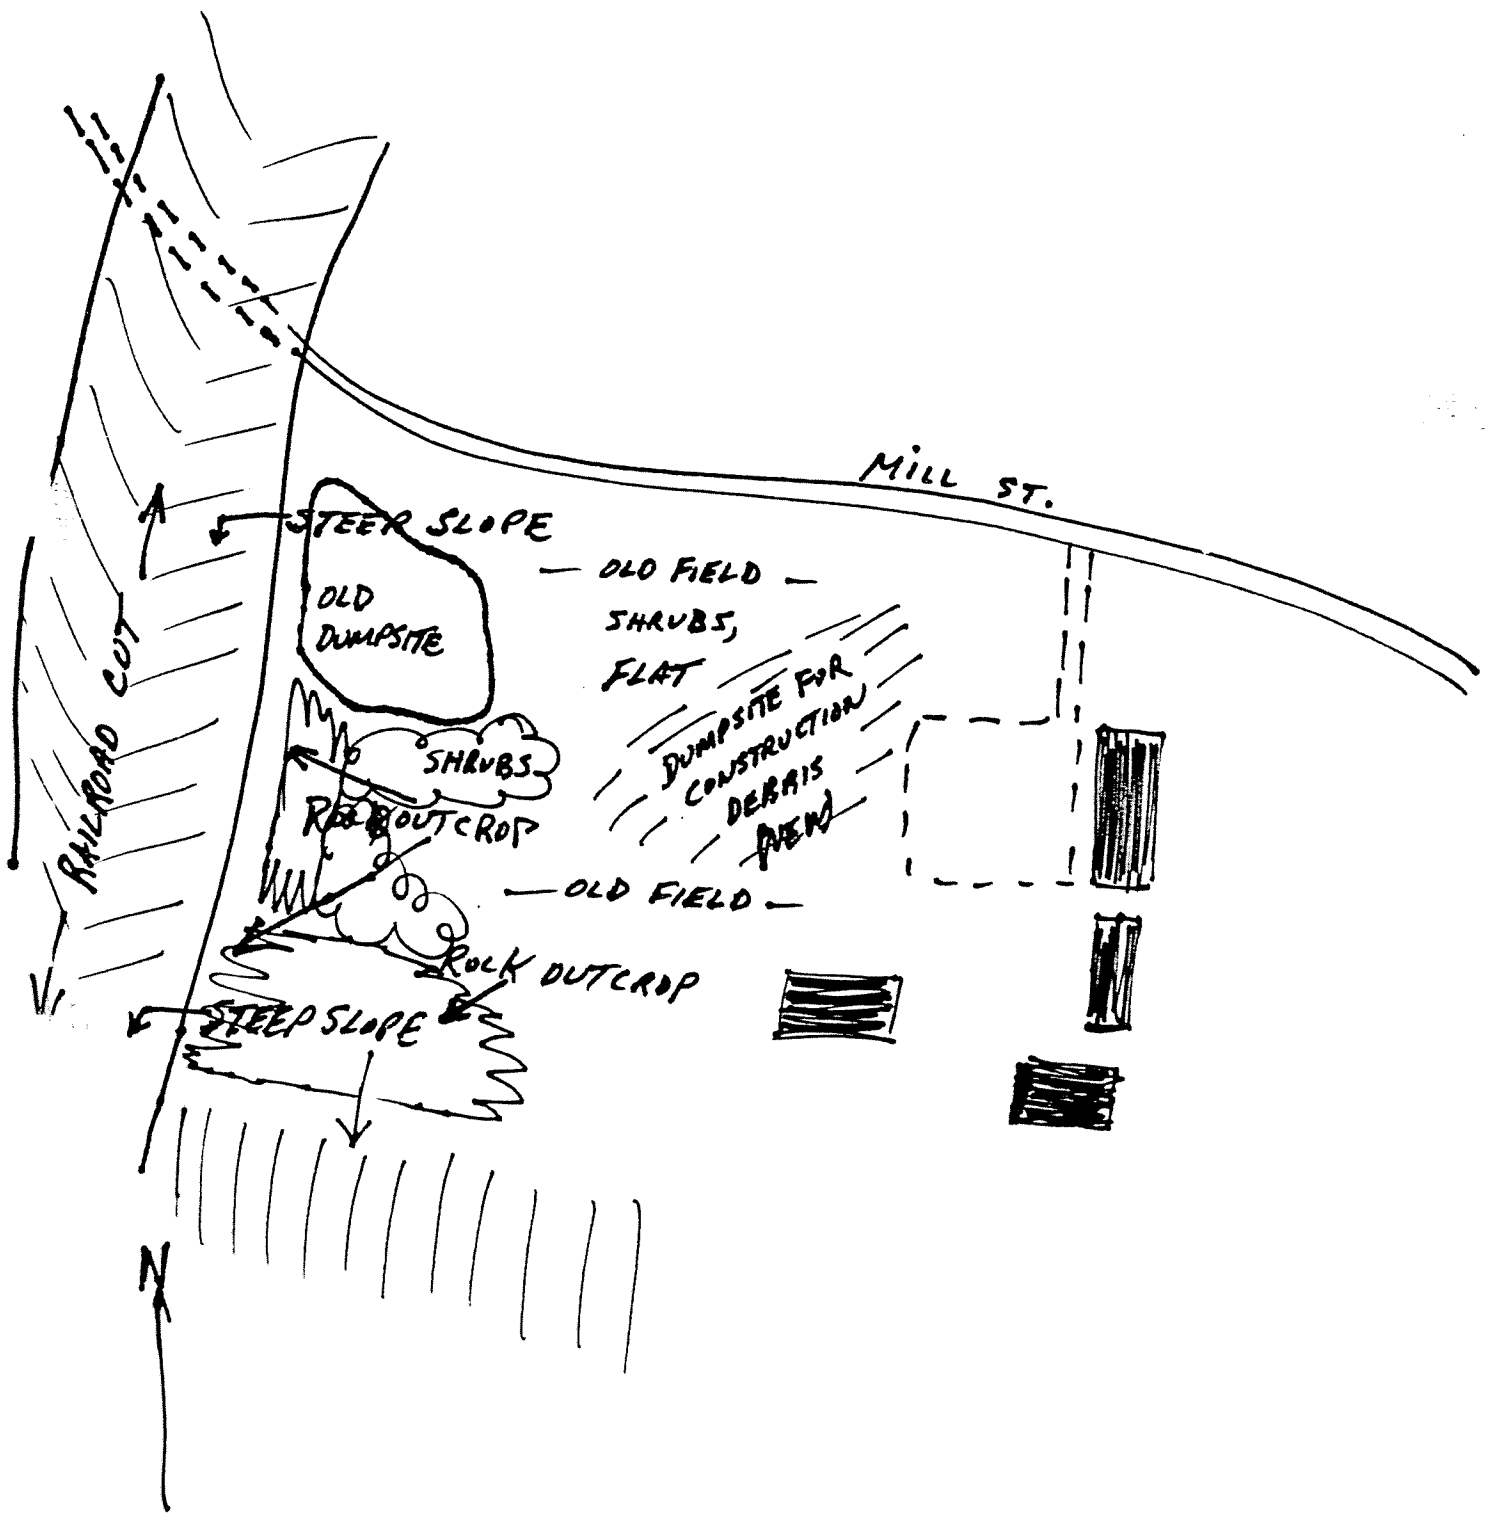 MILL ST.
STEEP SLOPE
— OLD FIELD —
SHRUBS,
FLAT
OLD
DUMPSITE
RAILROAD CUT
DUMPSITE FOR
CONSTRUCTION
DEBRIS
(NEW)
SHRUBS
ROCK OUTCROP
— OLD FIELD —
ROCK OUTCROP
STEEP SLOPE
N